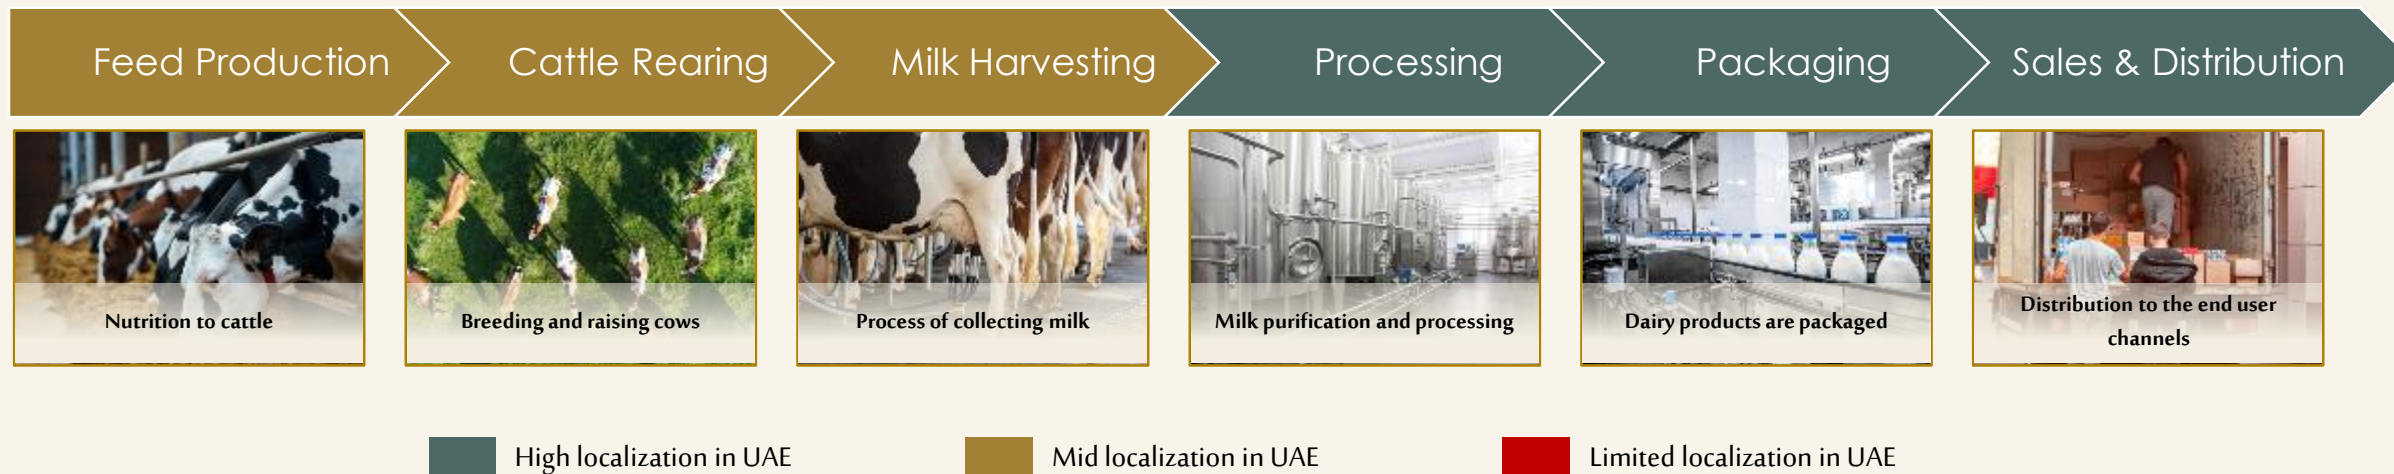 Feed Production
Cattle Rearing
Milk Harvesting
Processing
Packaging
Sales & Distribution
Nutrition to cattle
Breeding and raising cows
Process of collecting milk
Milk purification and processing
Dairy products are packaged
Distribution to the end user
channels
High localization in UAE
Mid localization in UAE
Limited localization in UAE